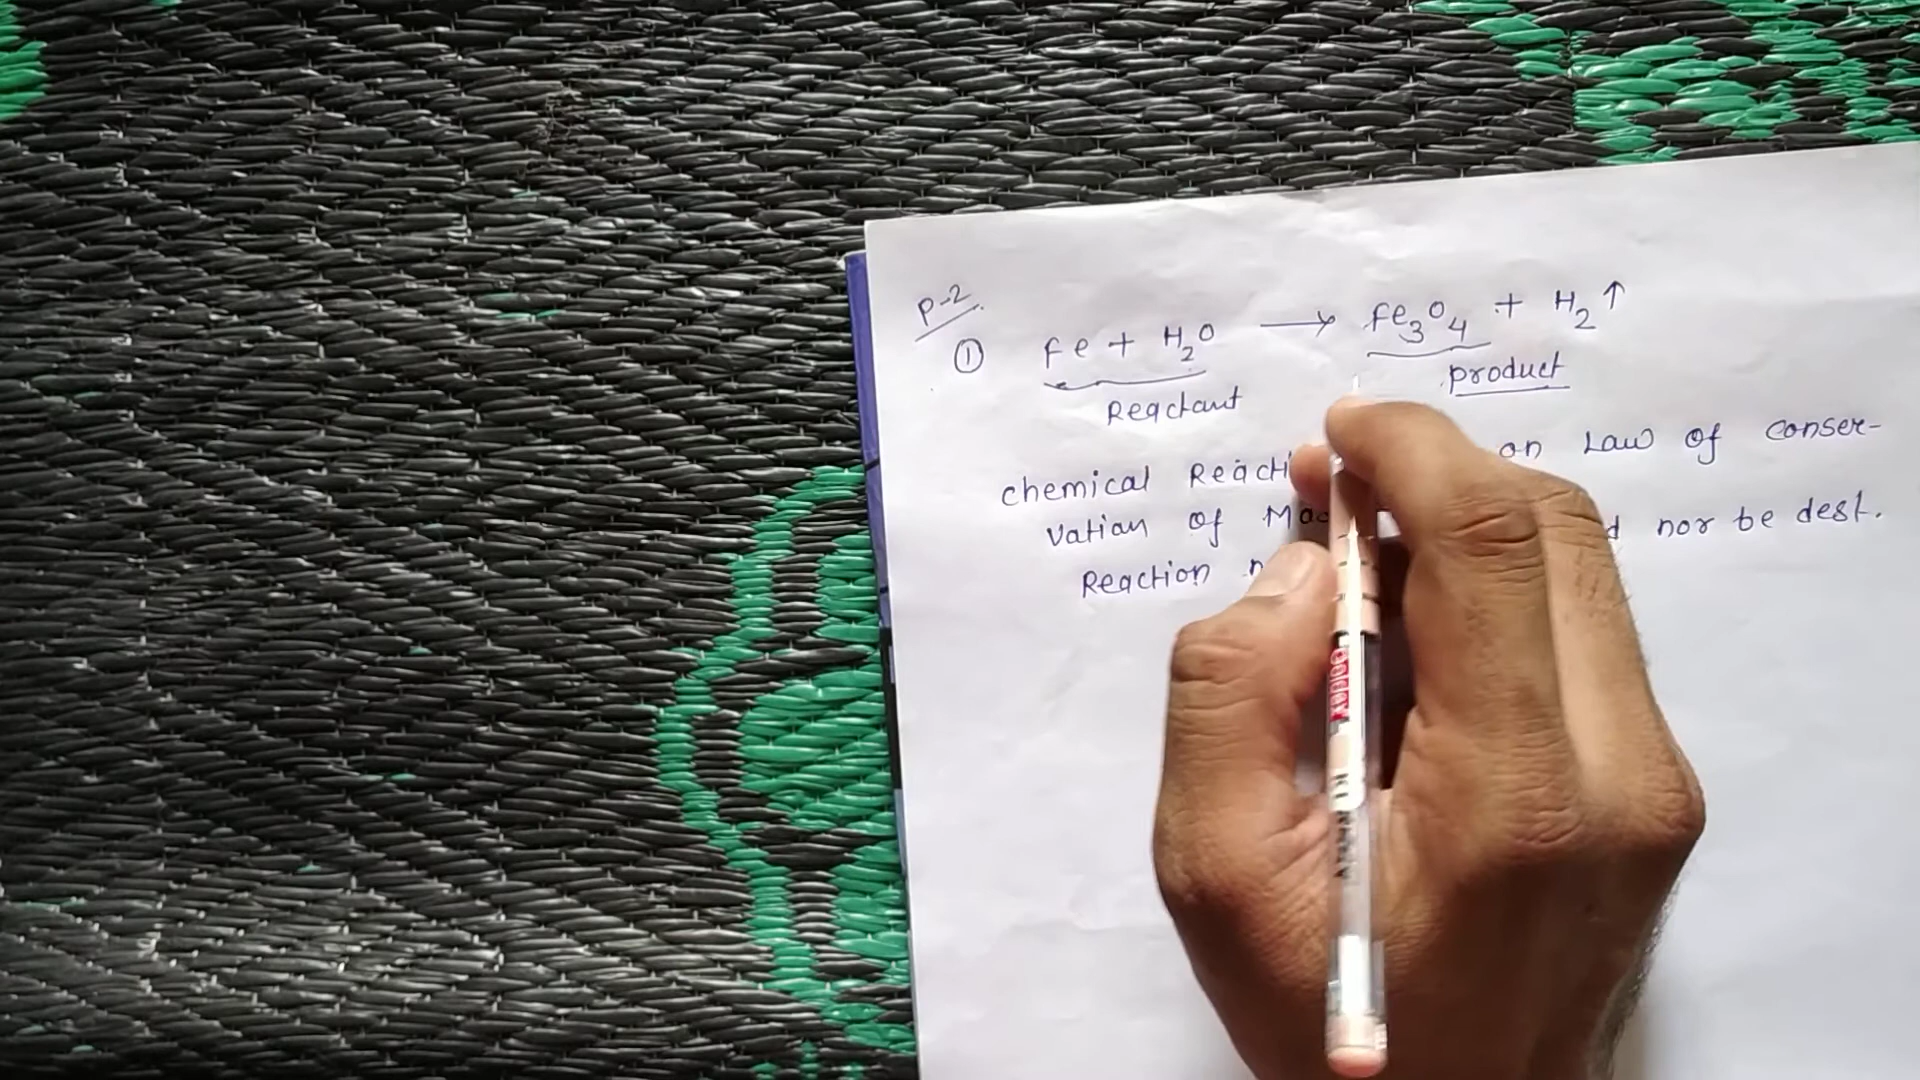 P-2
① Fe + H₂O → Fe₃O₄ + H₂↑
Reactant product
chemical Reacti on Law of conser-
vation of Ma d nor be dest.
Reaction n